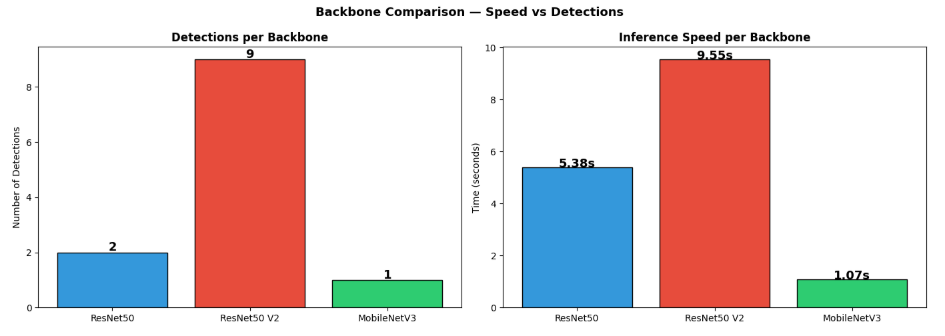 Backbone Comparison — Speed vs Detections
Detections per Backbone
Number of Detections
8
6
4
2
0
2
9
1
ResNet50
ResNet50 V2
MobileNetV3
Inference Speed per Backbone
Time (seconds)
10
8
6
4
2
0
5.38s
9.55s
1.07s
ResNet50
ResNet50 V2
MobileNetV3